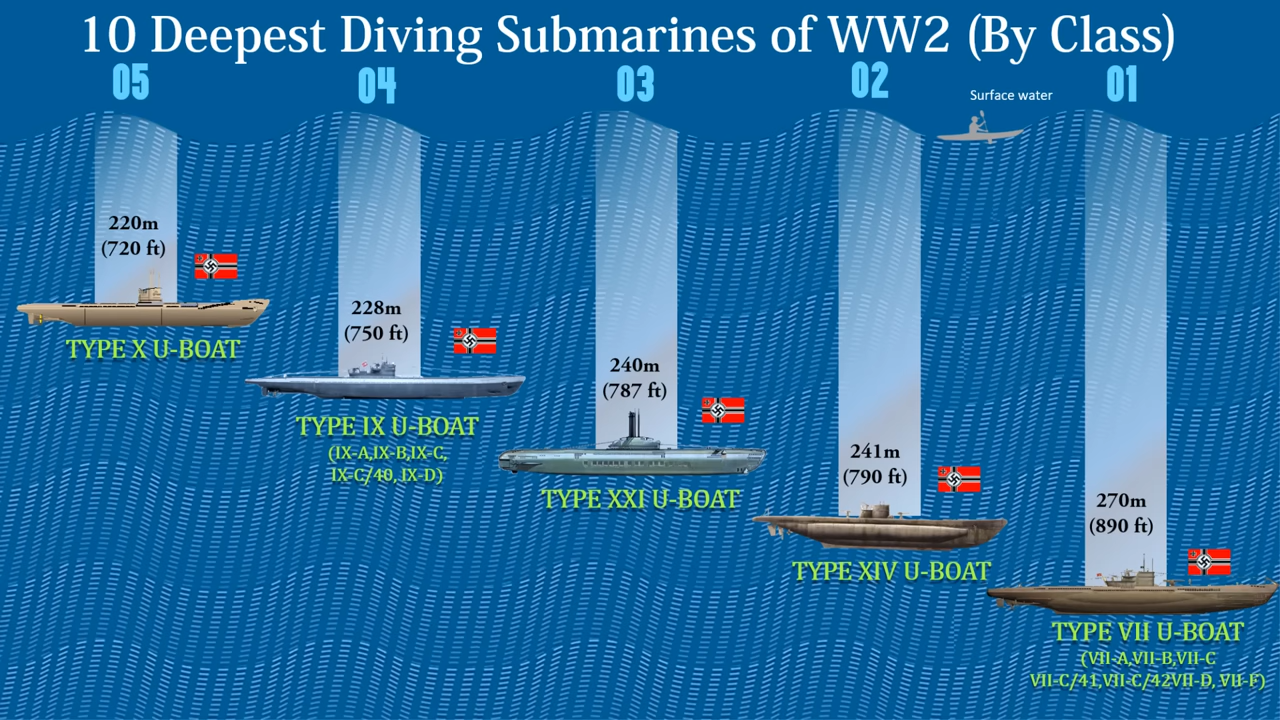 10 Deepest Diving Submarines of WW2 (By Class)
05
04
03
02
01
Surface water
220m
(720 ft)
TYPE X U-BOAT
228m
(750 ft)
TYPE IX U-BOAT
(IX-A,IX-B,IX-C,
IX-C/40, IX-D)
240m
(787 ft)
TYPE XXI U-BOAT
241m
(790 ft)
TYPE XIV U-BOAT
270m
(890 ft)
TYPE VII U-BOAT
(VII-A,VII-B,VII-C
VII-C/41,VII-C/42VII-D, VII-F)